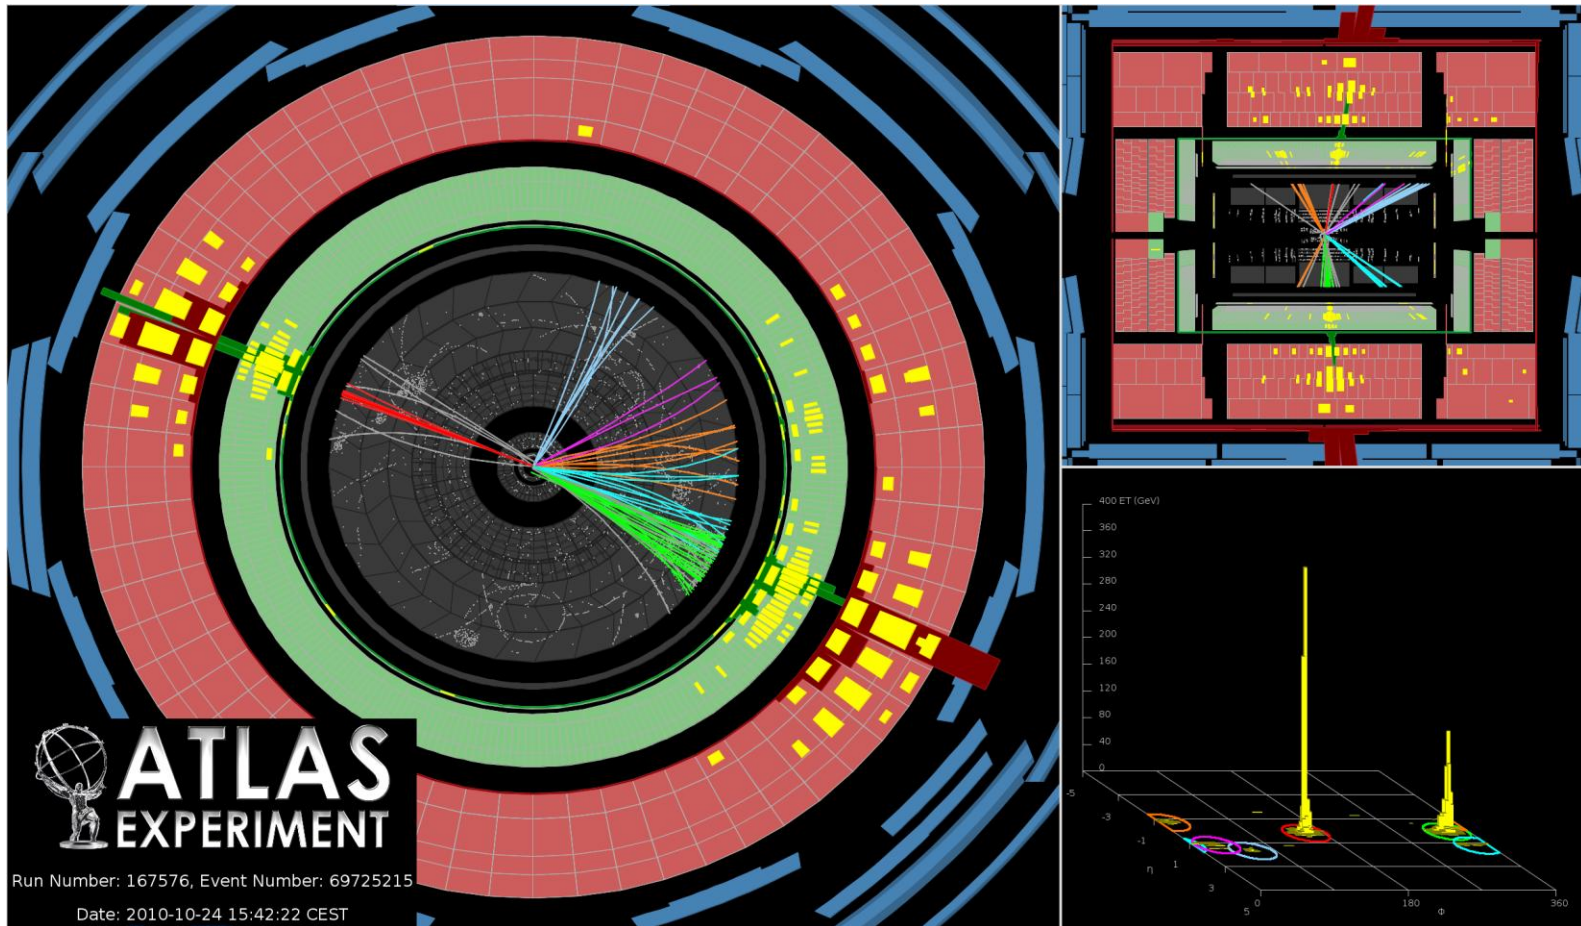 ATLAS
EXPERIMENT
Run Number: 167576, Event Number: 69725215
Date: 2010-10-24 15:42:22 CEST
400 ET (GeV)
360
320
280
240
200
160
120
80
40
0
-5
-3
-1
1
3
5
η
0
180
360
Φ